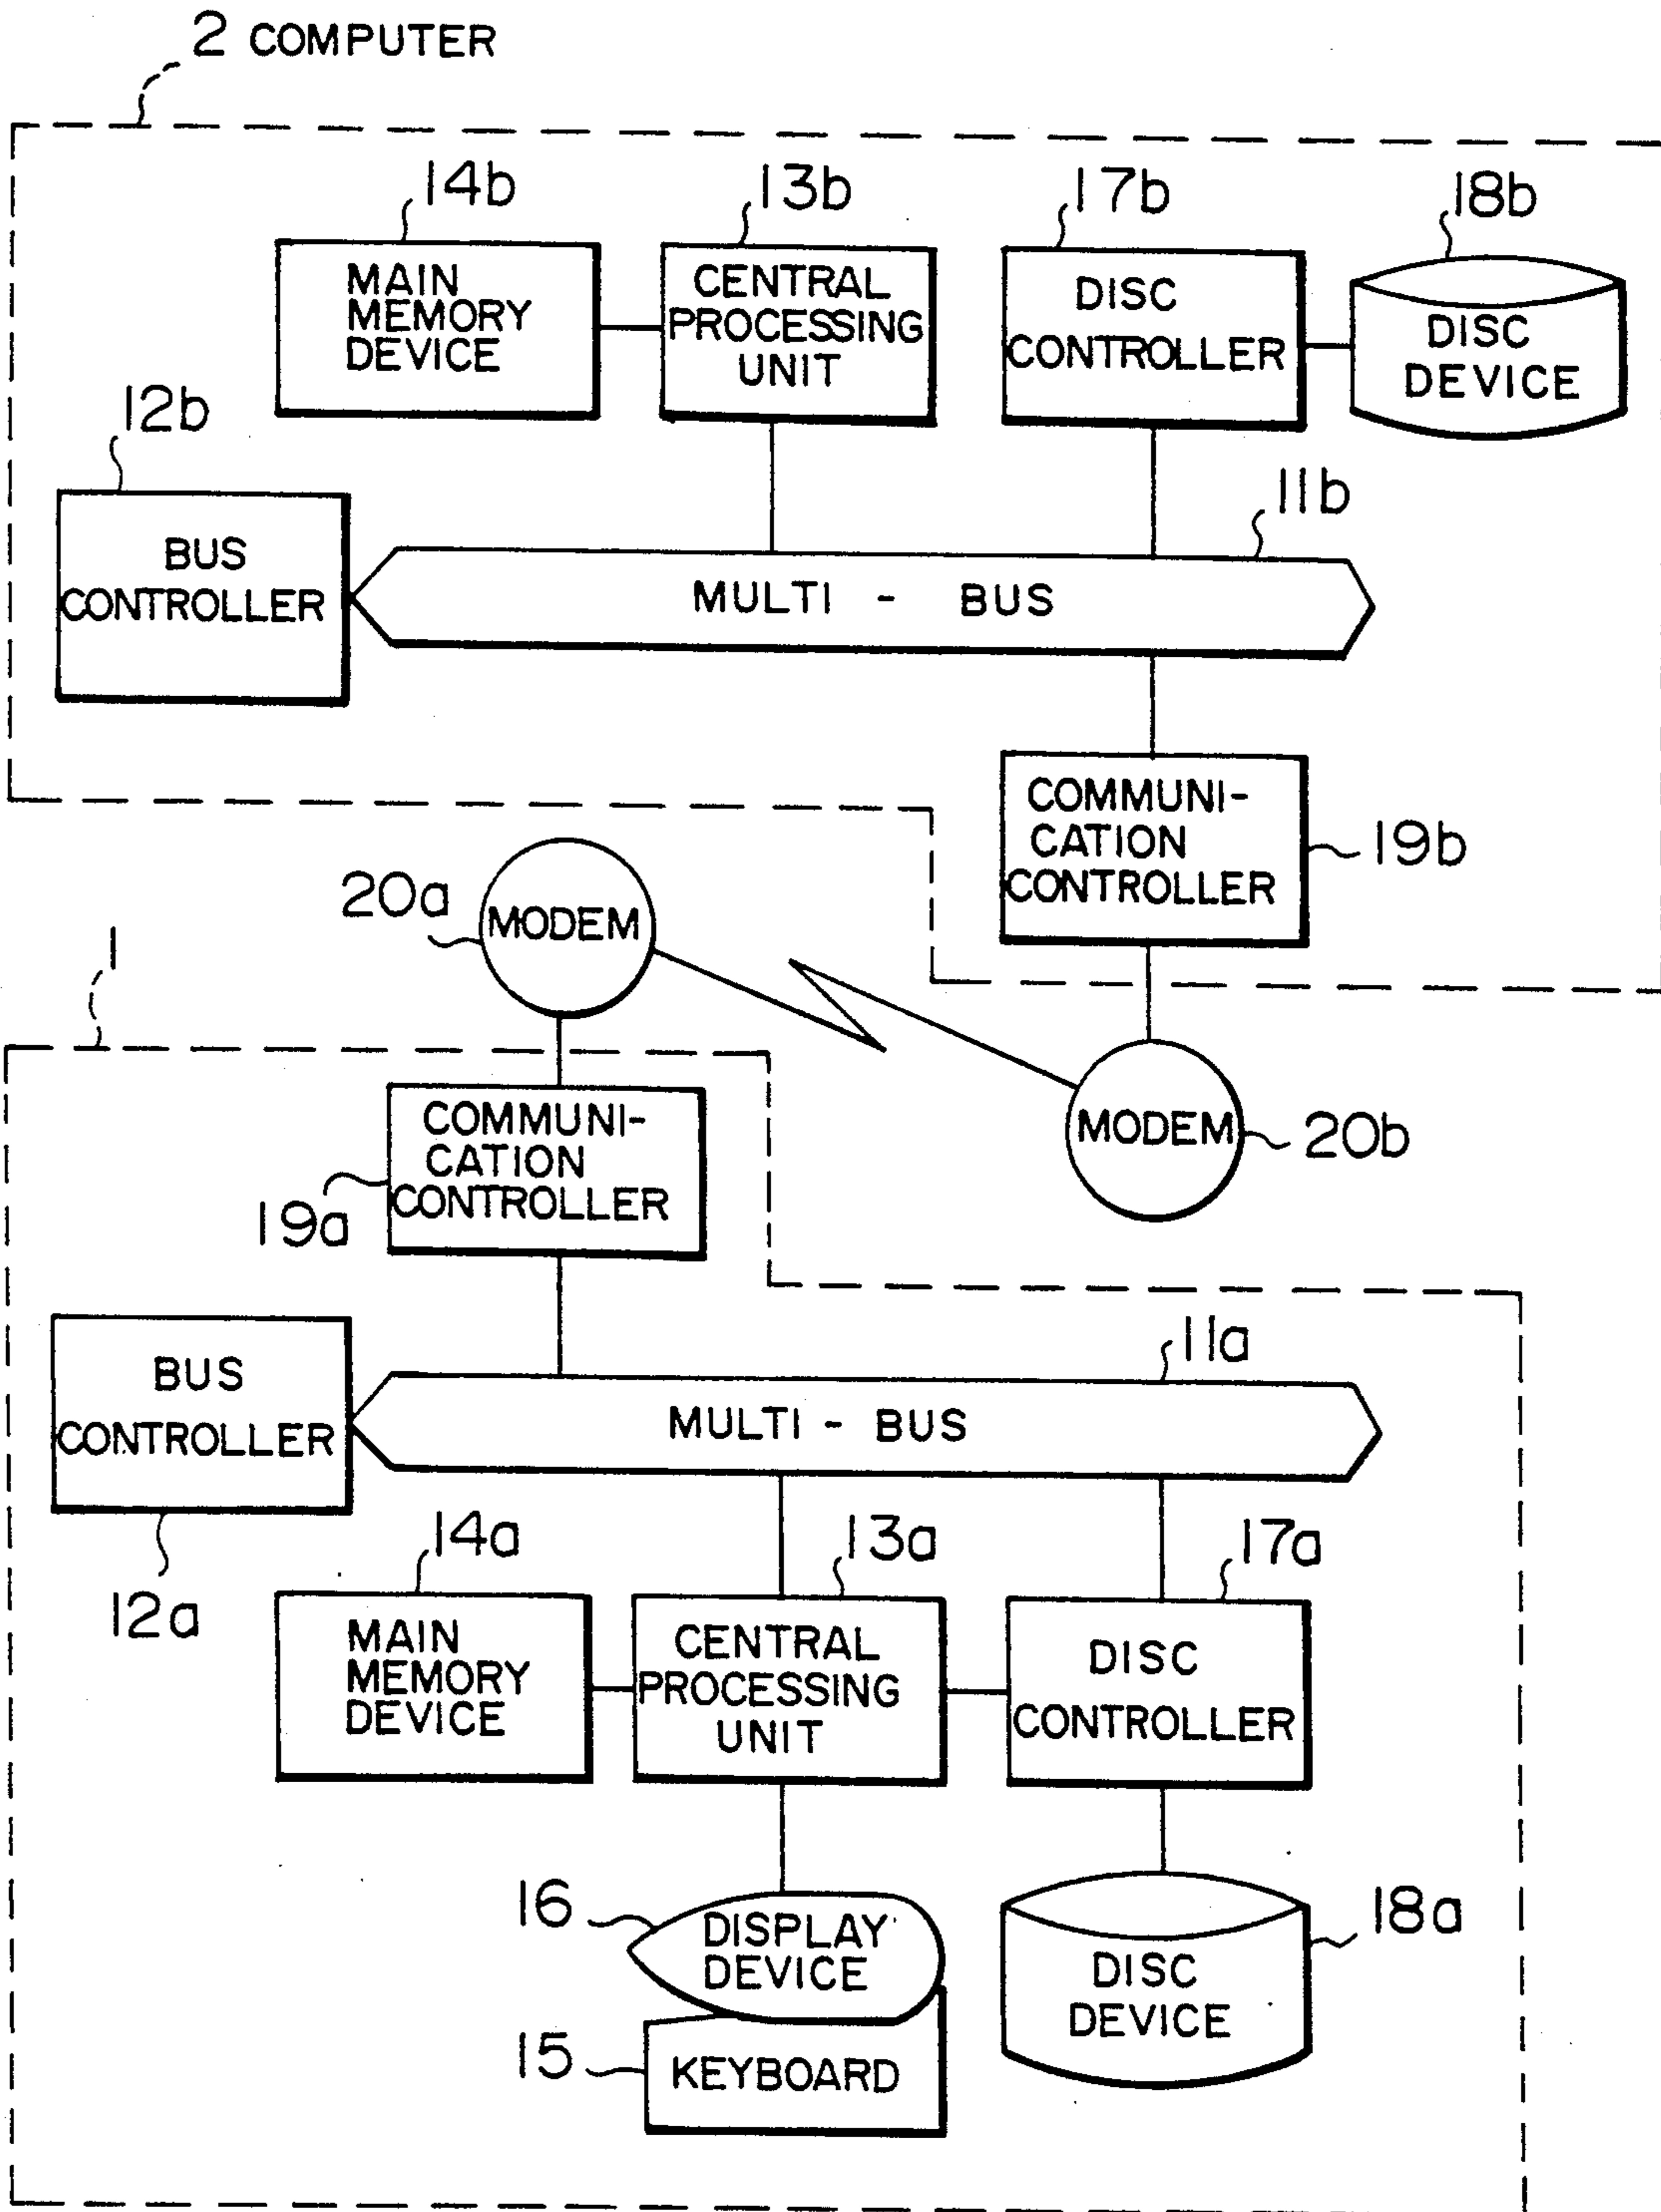 2 COMPUTER
14b
13b
17b
18b
MAIN
MEMORY
DEVICE
CENTRAL
PROCESSING
UNIT
DISC
CONTROLLER
DISC
DEVICE
12b
11b
BUS
CONTROLLER
MULTI - BUS
COMMUNI-
CATION
CONTROLLER
19b
20a
MODEM
1
COMMUNI-
CATION
CONTROLLER
19a
MODEM
20b
11a
BUS
CONTROLLER
MULTI - BUS
12a
14a
13a
17a
MAIN
MEMORY
DEVICE
CENTRAL
PROCESSING
UNIT
DISC
CONTROLLER
16
DISPLAY
DEVICE
18a
DISC
DEVICE
15
KEYBOARD